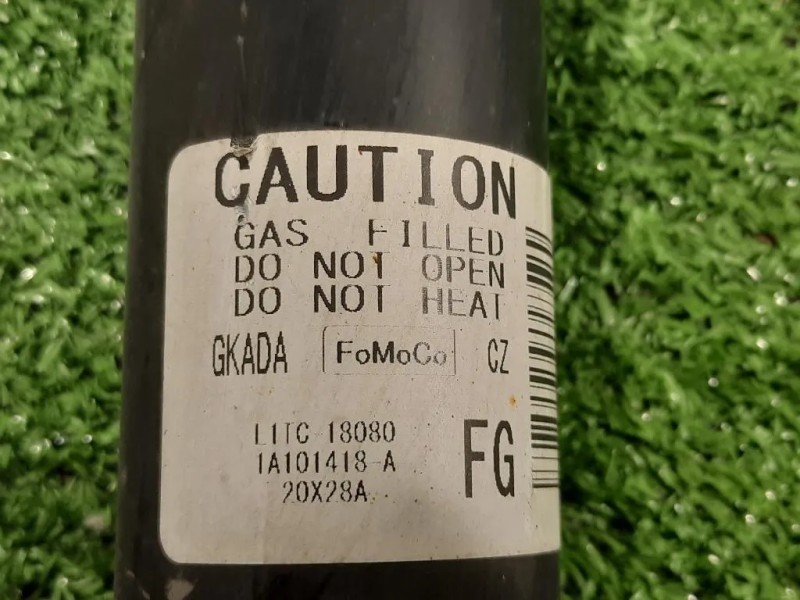 CAUTION
GAS FILLED
DO NOT OPEN
DO NOT HEAT
GKADA FoMoCo CZ
L1TC-18080
1A101418-A
20X28A
FG